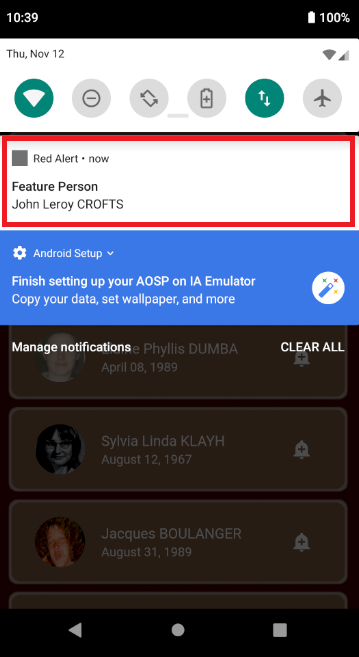 10:39
100%
Thu, Nov 12
Red Alert • now
Feature Person
John Leroy CROFTS
Android Setup
Finish setting up your AOSP on IA Emulator
Copy your data, set wallpaper, and more
Manage notifications
CLEAR ALL
Elaine Phyllis DUMBA
April 08, 1989
Sylvia Linda KLAYH
August 12, 1967
Jacques BOULANGER
August 31, 1989